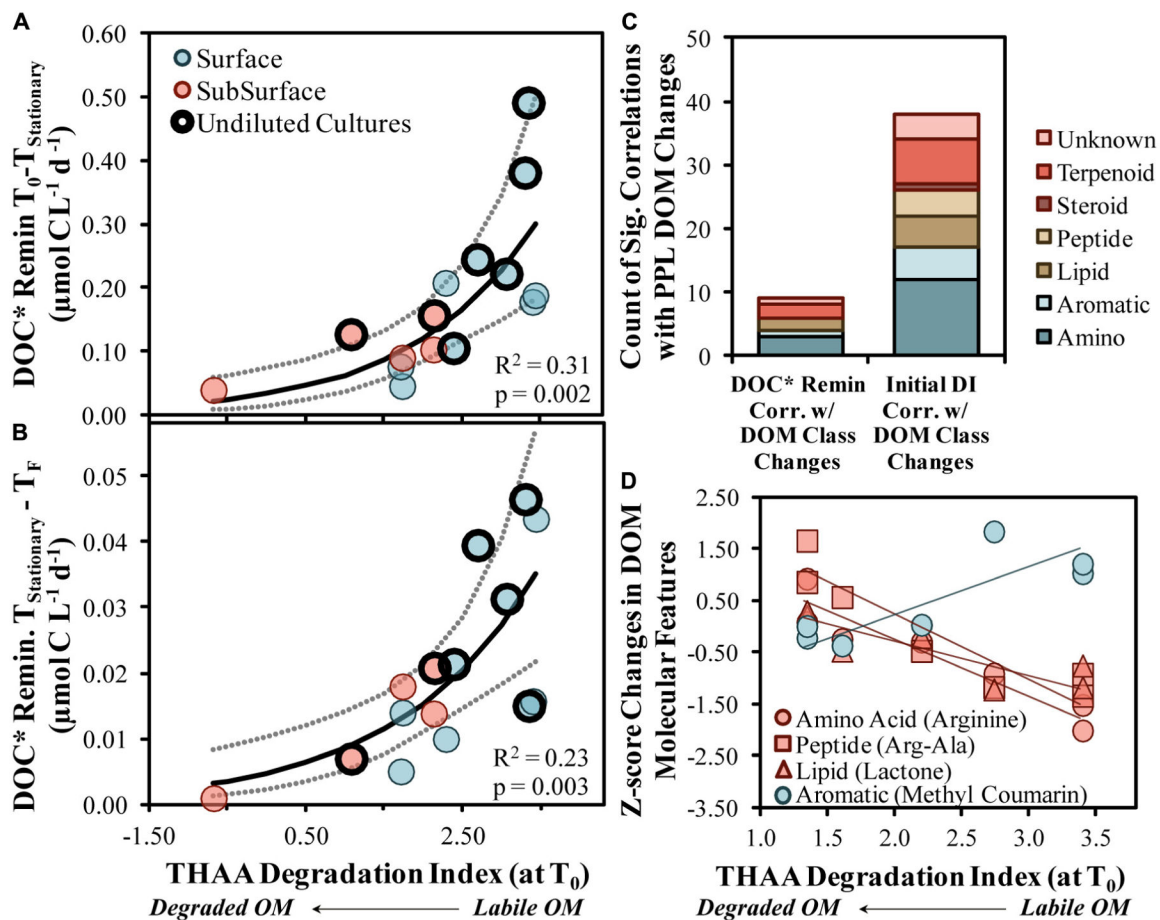 A
DOC* Remin T0-TStationary
(µmol CL-1 d-1)
0.60
0.50
0.40
0.30
0.20
0.10
0.00
Surface
SubSurface
Undiluted Cultures
R2 = 0.31
p = 0.002
B
DOC* Remin. TStationary - TF
(µmol C L-1 d-1)
0.05
0.04
0.03
0.02
0.01
0.00
R2 = 0.23
p = 0.003
-1.50
0.50
2.50
THAA Degradation Index (at T0)
Degraded OM
Labile OM
C
Count of Sig. Correlations
with PPL DOM Changes
50
40
30
20
10
0
DOC* Remin
Corr. w/
DOM Class
Changes
Initial DI
Corr. w/
DOM Class
Changes
Unknown
Terpenoid
Steroid
Peptide
Lipid
Aromatic
Amino
D
Z-score Changes in DOM
Molecular Features
2.50
1.50
0.50
-0.50
-1.50
-2.50
-3.50
Amino Acid (Arginine)
Peptide (Arg-Ala)
Lipid (Lactone)
Aromatic (Methyl Coumarin)
1.0
1.5
2.0
2.5
3.0
3.5
THAA Degradation Index (at T0)
Degraded OM
Labile OM